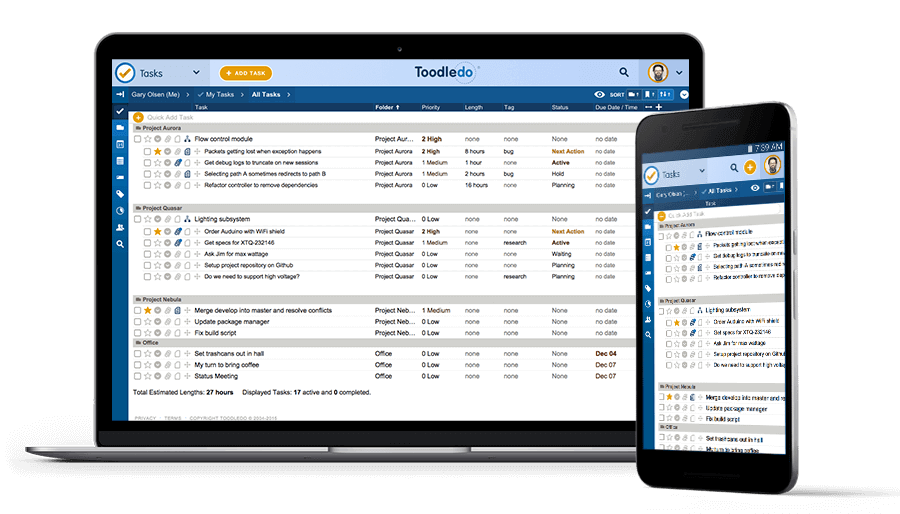 Tasks
+ ADD TASK
Toodledo
Gary Olsen (Me) > My Tasks > All Tasks >
SORT
Task Folder Priority Length Tag Status Due Date / Time
Quick Add Task
Project Aurora
Flow control module Project Aur... 2 High none none None no date
Packets getting lost when exception happens Project Aurora 2 High 8 hours bug Next Action no date
Get debug logs to truncate on new sessions Project Aurora 1 Medium 1 hour none Active no date
Selecting path A sometimes redirects to path B Project Aurora 1 Medium 2 hours bug Hold no date
Refactor controller to remove dependencies Project Aurora 0 Low 16 hours none Planning no date
Project Quasar
Lighting subsystem Project Qua... 0 Low none none None no date
Order Auduino with WiFi shield Project Quasar 2 High none none Next Action no date
Get specs for XTQ-232146 Project Quasar 1 Medium none research Active no date
Ask Jim for max wattage Project Quasar 0 Low none none Waiting no date
Setup project repository on Github Project Quasar 0 Low none none Planning no date
Do we need to support high voltage? Project Quasar 0 Low none research Planning no date
Project Nebula
Merge develop into master and resolve conflicts Project Neb... 1 Medium none none None no date
Update package manager Project Neb... 0 Low none none None no date
Fix build script Project Neb... 0 Low none none None no date
Office
Set trashcans out in hall Office 0 Low none none None Dec 04
My turn to bring coffee Office 0 Low none none None Dec 07
Status Meeting Office 0 Low none none None Dec 07
Total Estimated Lengths: 27 hours Displayed Tasks: 17 active and 0 completed.
PRIVACY · TERMS · COPYRIGHT TOODLEDO
7:39 AM
Tasks
Gary Olsen (... > All Tasks >
Task
Quick Add Task
Project Aurora
Flow control module
Packets getting lost when exception
Get debug logs to truncate on new
Selecting path A sometimes red
Refactor controller to remove dep
Project Quasar
Lighting subsystem
Order Auduino with WiFi shield
Get specs for XTQ-232146
Ask Jim for max wattage
Setup project repository on Github
Do we need to support high voltage
Project Nebula
Merge develop into master and re
Update package manager
Fix build script
Office
Set trashcans out in hall
My turn to bring coffee